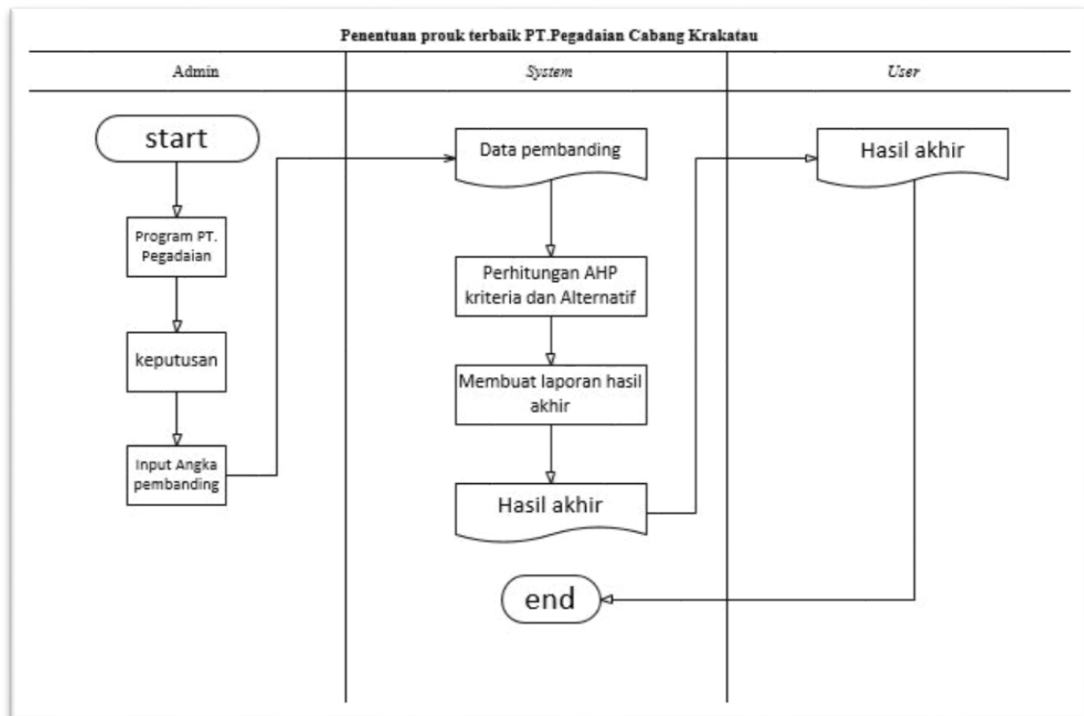 Penentuan prouk terbaik PT.Pegadaian Cabang Krakatau
Admin
System
User
start
Program PT.
Pegadaian
keputusan
Input Angka
pembanding
Data pembanding
Perhitungan AHP
kriteria dan Alternatif
Membuat laporan hasil
akhir
Hasil akhir
end
Hasil akhir